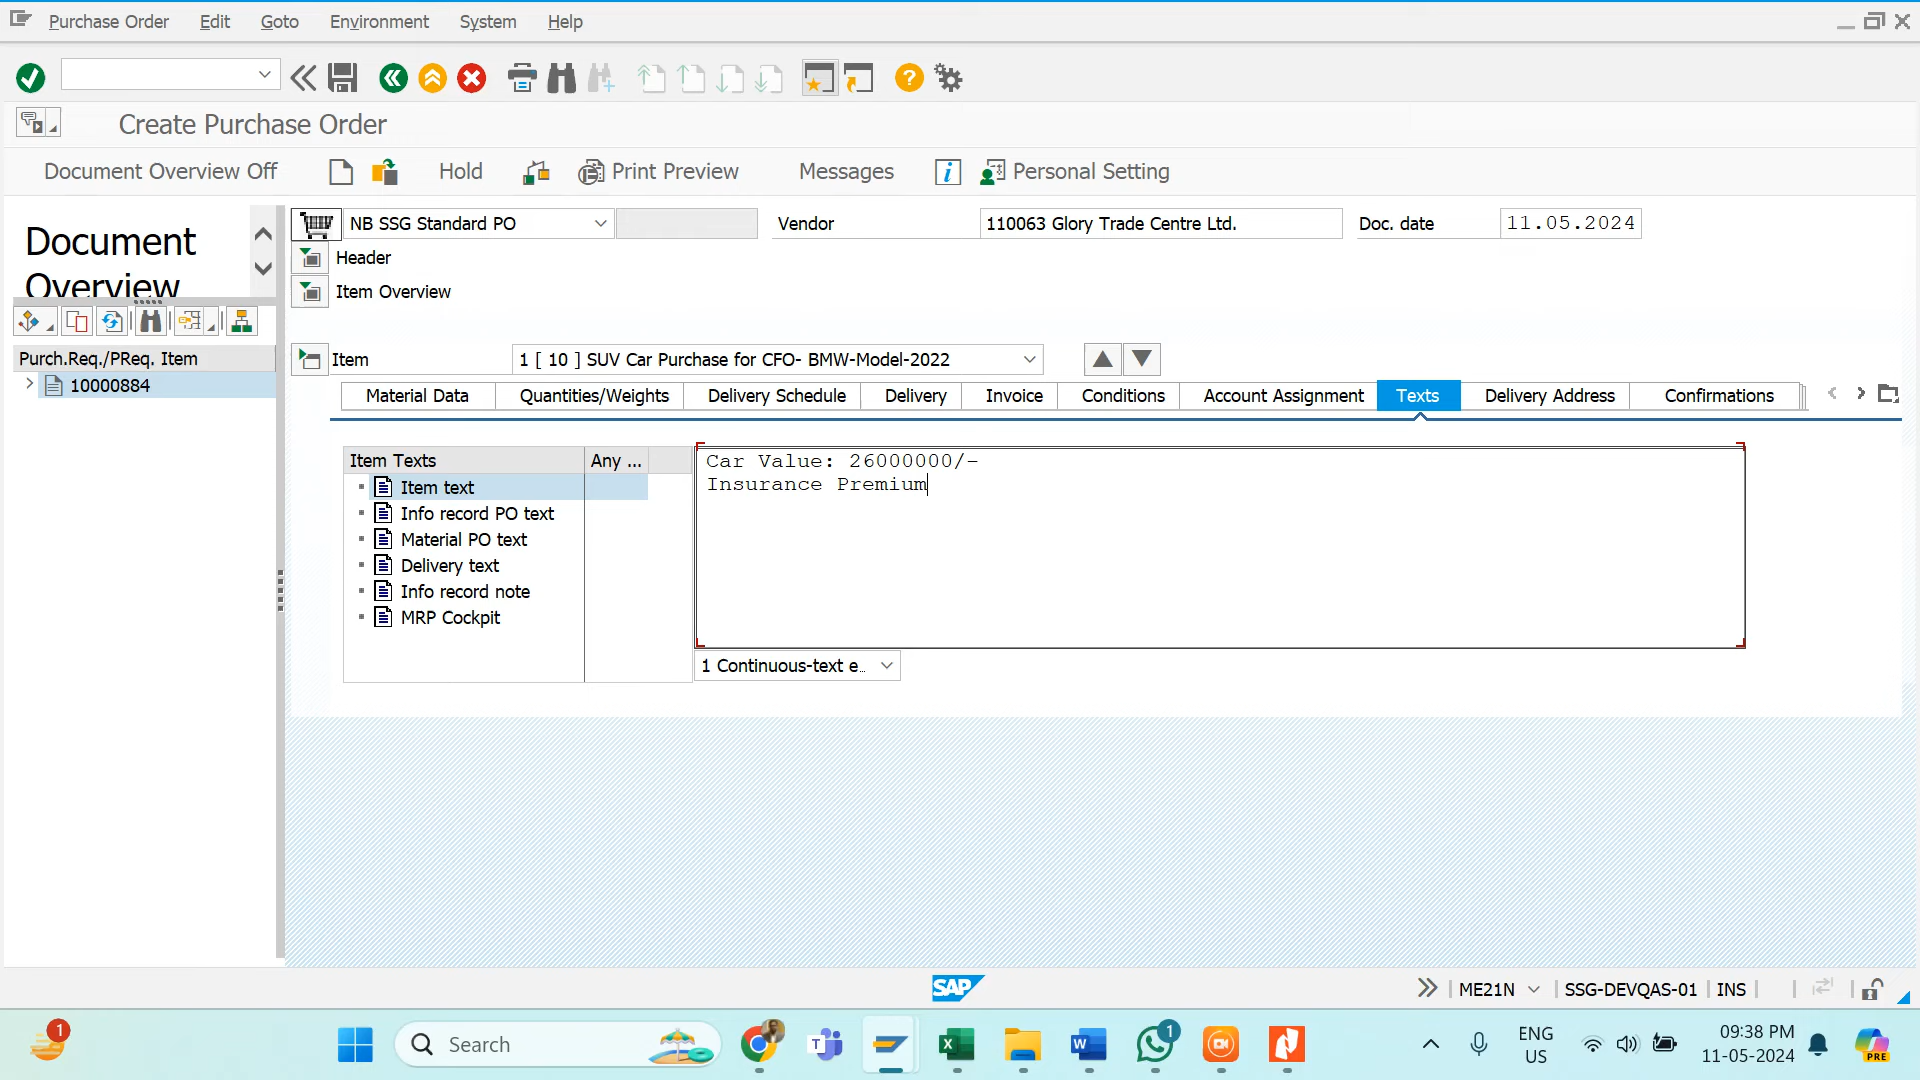 Purchase Order Edit Goto Environment System Help
Create Purchase Order
Document Overview Off Hold Print Preview Messages Personal Setting
Document
Overview
NB SSG Standard PO Vendor 110063 Glory Trade Centre Ltd. Doc. date 11.05.2024
Header
Item Overview
Purch.Req./PReq. Item
10000884
Item 1 [ 10 ] SUV Car Purchase for CFO- BMW-Model-2022
Material Data Quantities/Weights Delivery Schedule Delivery Invoice Conditions Account Assignment Texts Delivery Address Confirmations
Item Texts Any ...
Item text
Info record PO text
Material PO text
Delivery text
Info record note
MRP Cockpit
Car Value: 26000000/-
Insurance Premium
1 Continuous-text e..
SAP ME21N SSG-DEVQAS-01 INS
1 Search 1 ENG
US
09:38 PM
11-05-2024
PRE